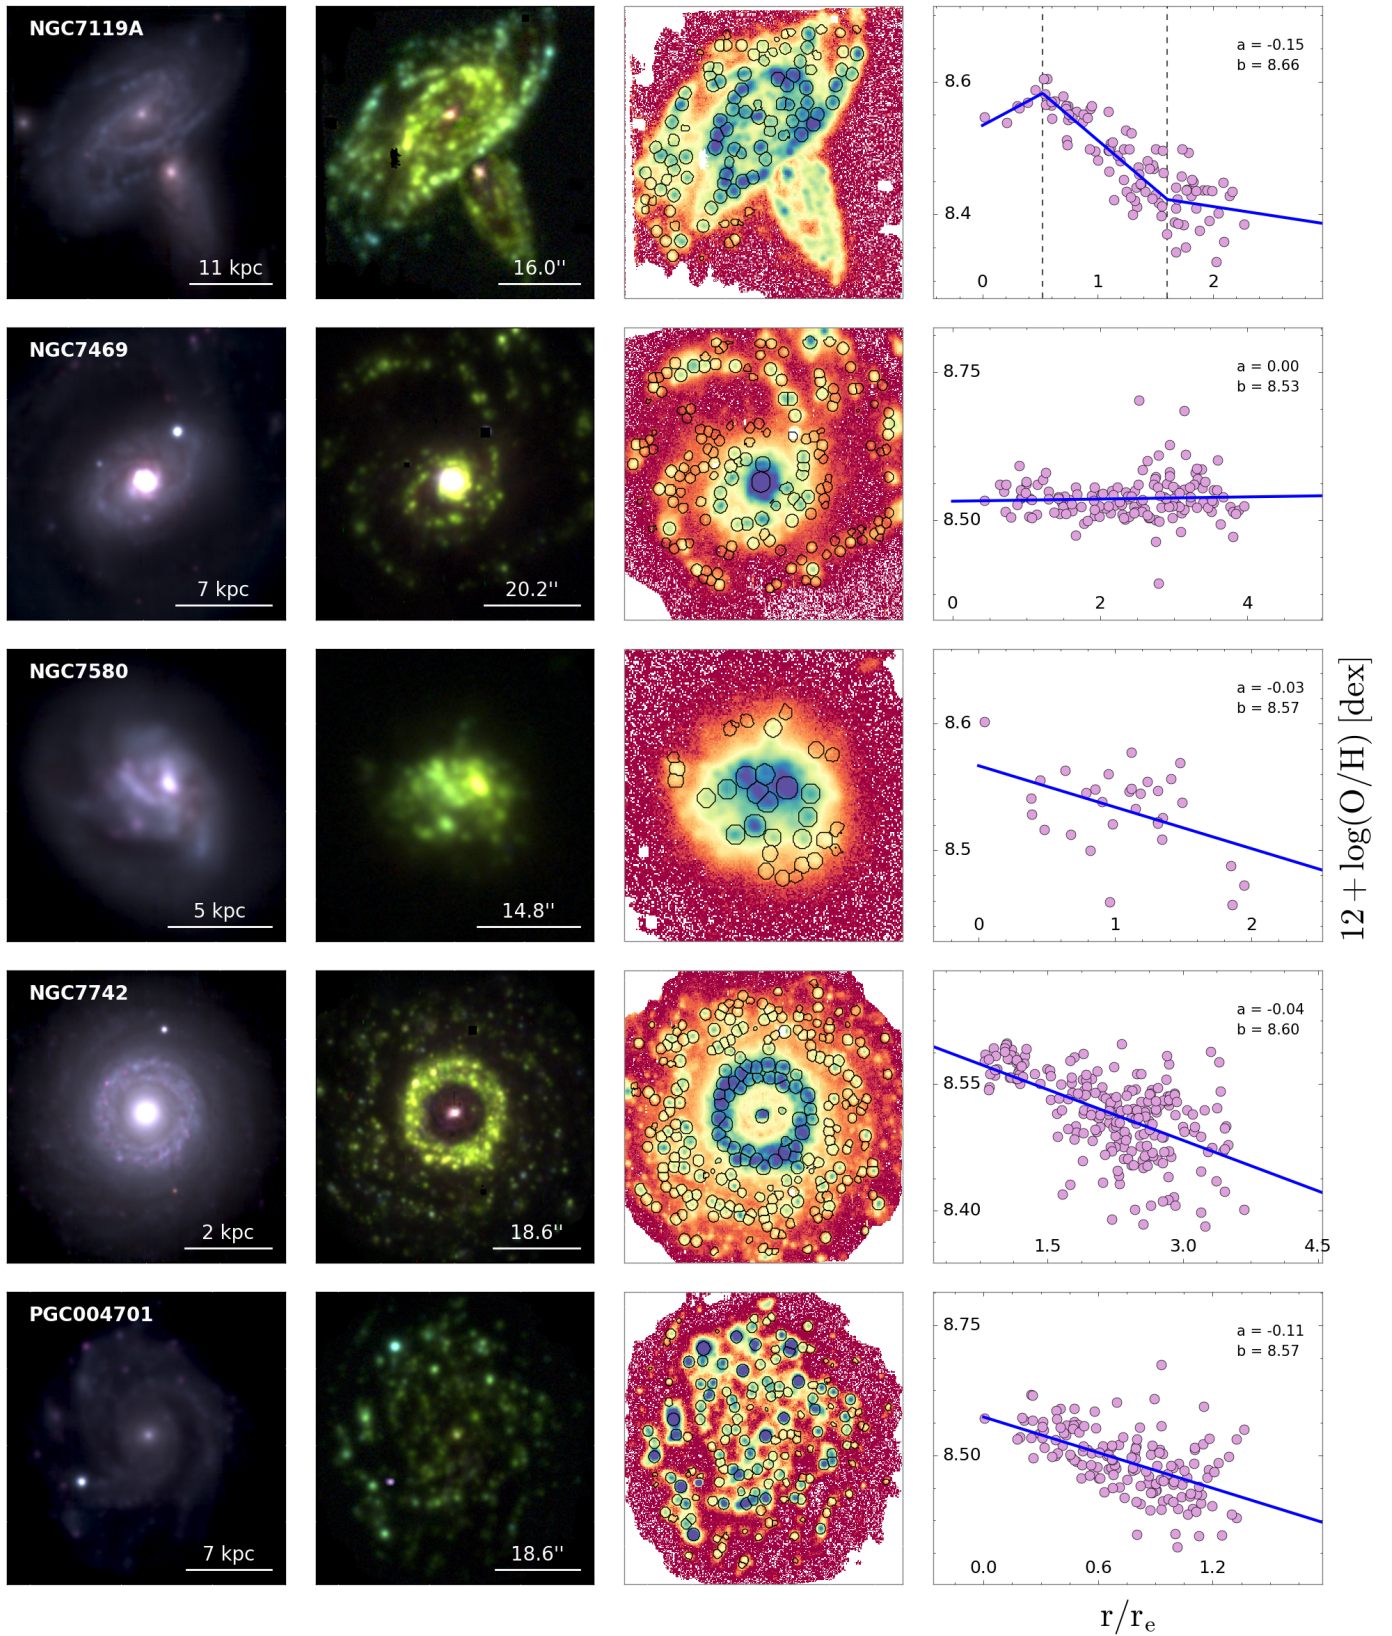 NGC7119A
11 kpc
16.0''
a = -0.15
b = 8.66
8.6
8.4
0 1 2
NGC7469
7 kpc
20.2''
a = 0.00
b = 8.53
8.75
8.50
0 2 4
NGC7580
5 kpc
14.8''
a = -0.03
b = 8.57
8.6
8.5
0 1 2
NGC7742
2 kpc
18.6''
a = -0.04
b = 8.60
8.55
8.40
1.5 3.0 4.5
PGC004701
7 kpc
18.6''
a = -0.11
b = 8.57
8.75
8.50
0.0 0.6 1.2
r/rₑ
12 + log(O/H) [dex]